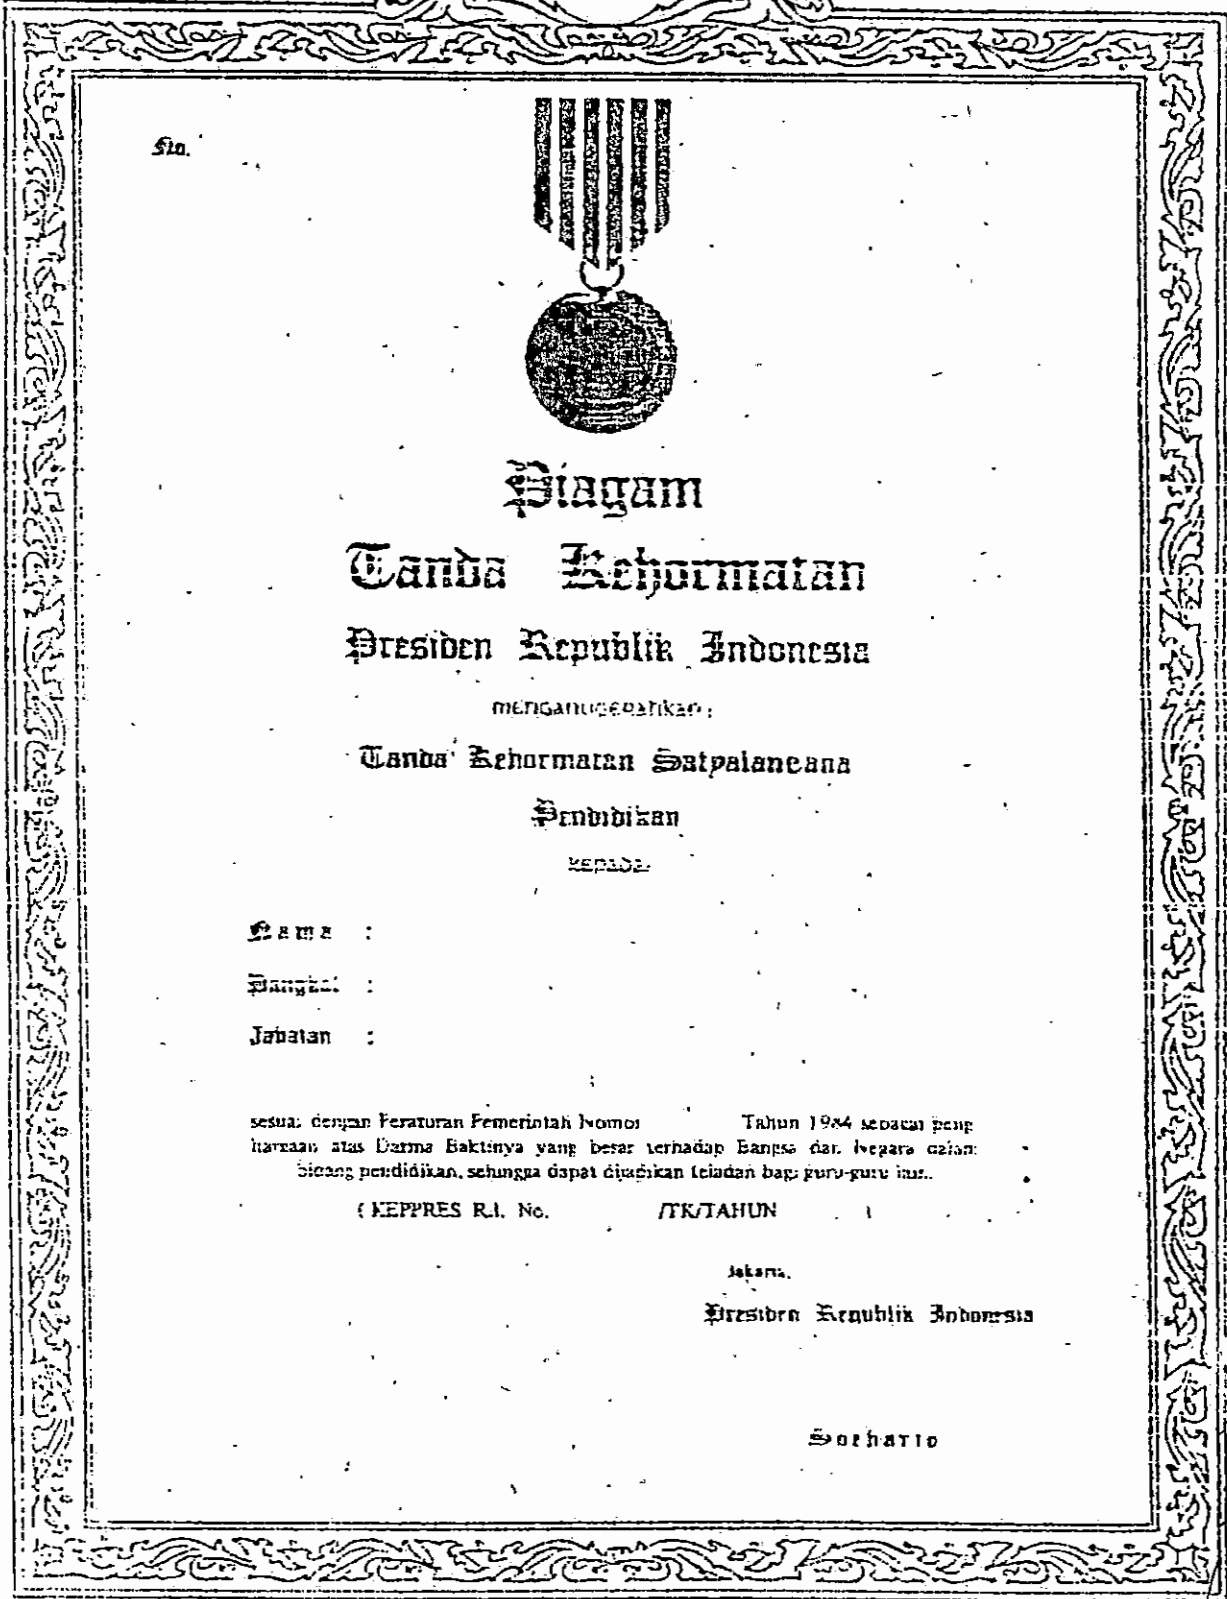 No.
Piagam
Tanda Kehormatan
Presiden Republik Indonesia
menganugerahkan :
Tanda Kehormatan Satyalancana
Pendidikan
kepada:
Nama :
Pangkat :
Jabatan :
sesuai dengan Peraturan Pemerintah Nomor Tahun 1984 sebagai peng
hargaan atas Darma Baktinya yang besar terhadap Bangsa dan Negara dalam
bidang pendidikan, sehingga dapat dijadikan teladan bagi guru-guru lain.
( KEPPRES R.I. No. /TK/TAHUN )
Jakarta,
Presiden Republik Indonesia
Soeharto